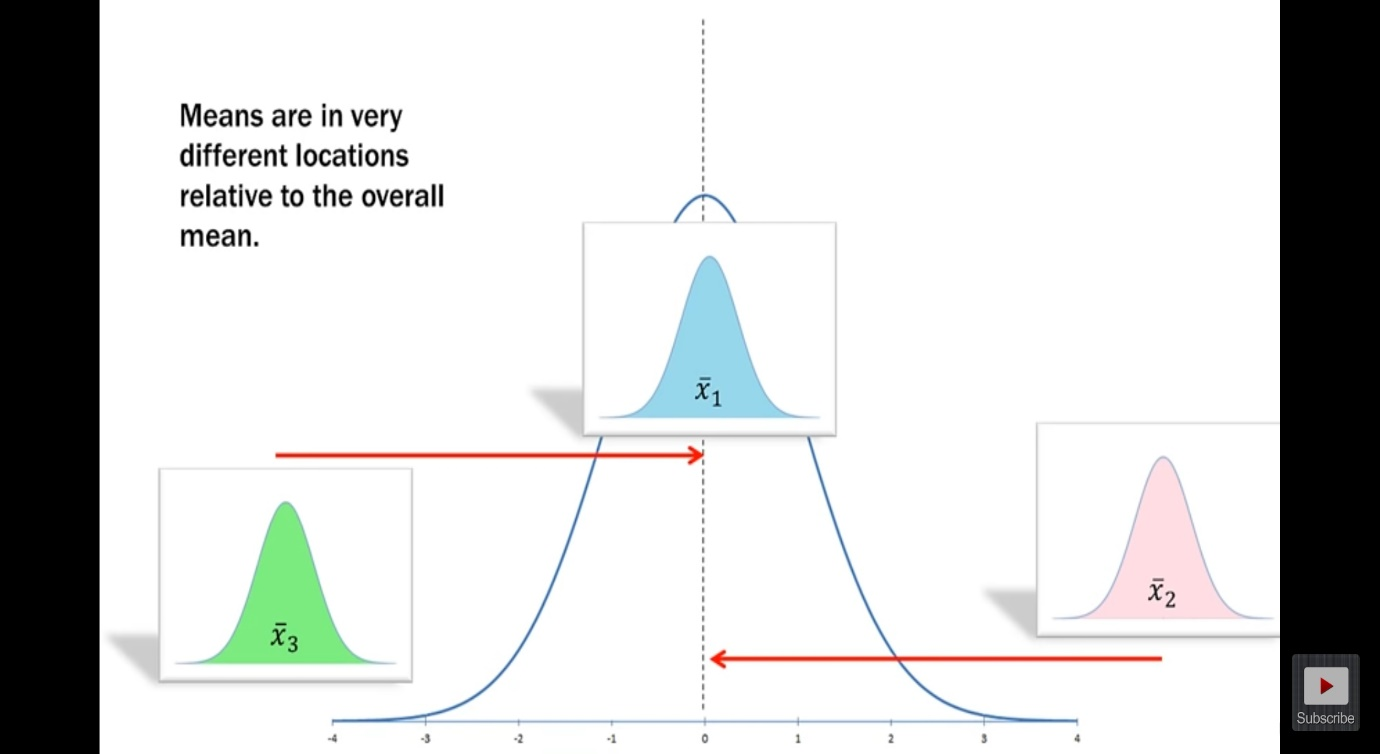 Means are in very
different locations
relative to the overall
mean.
x̄₁
x̄₃
x̄₂
-4 -3 -2 -1 0 1 2 3 4
Subscribe